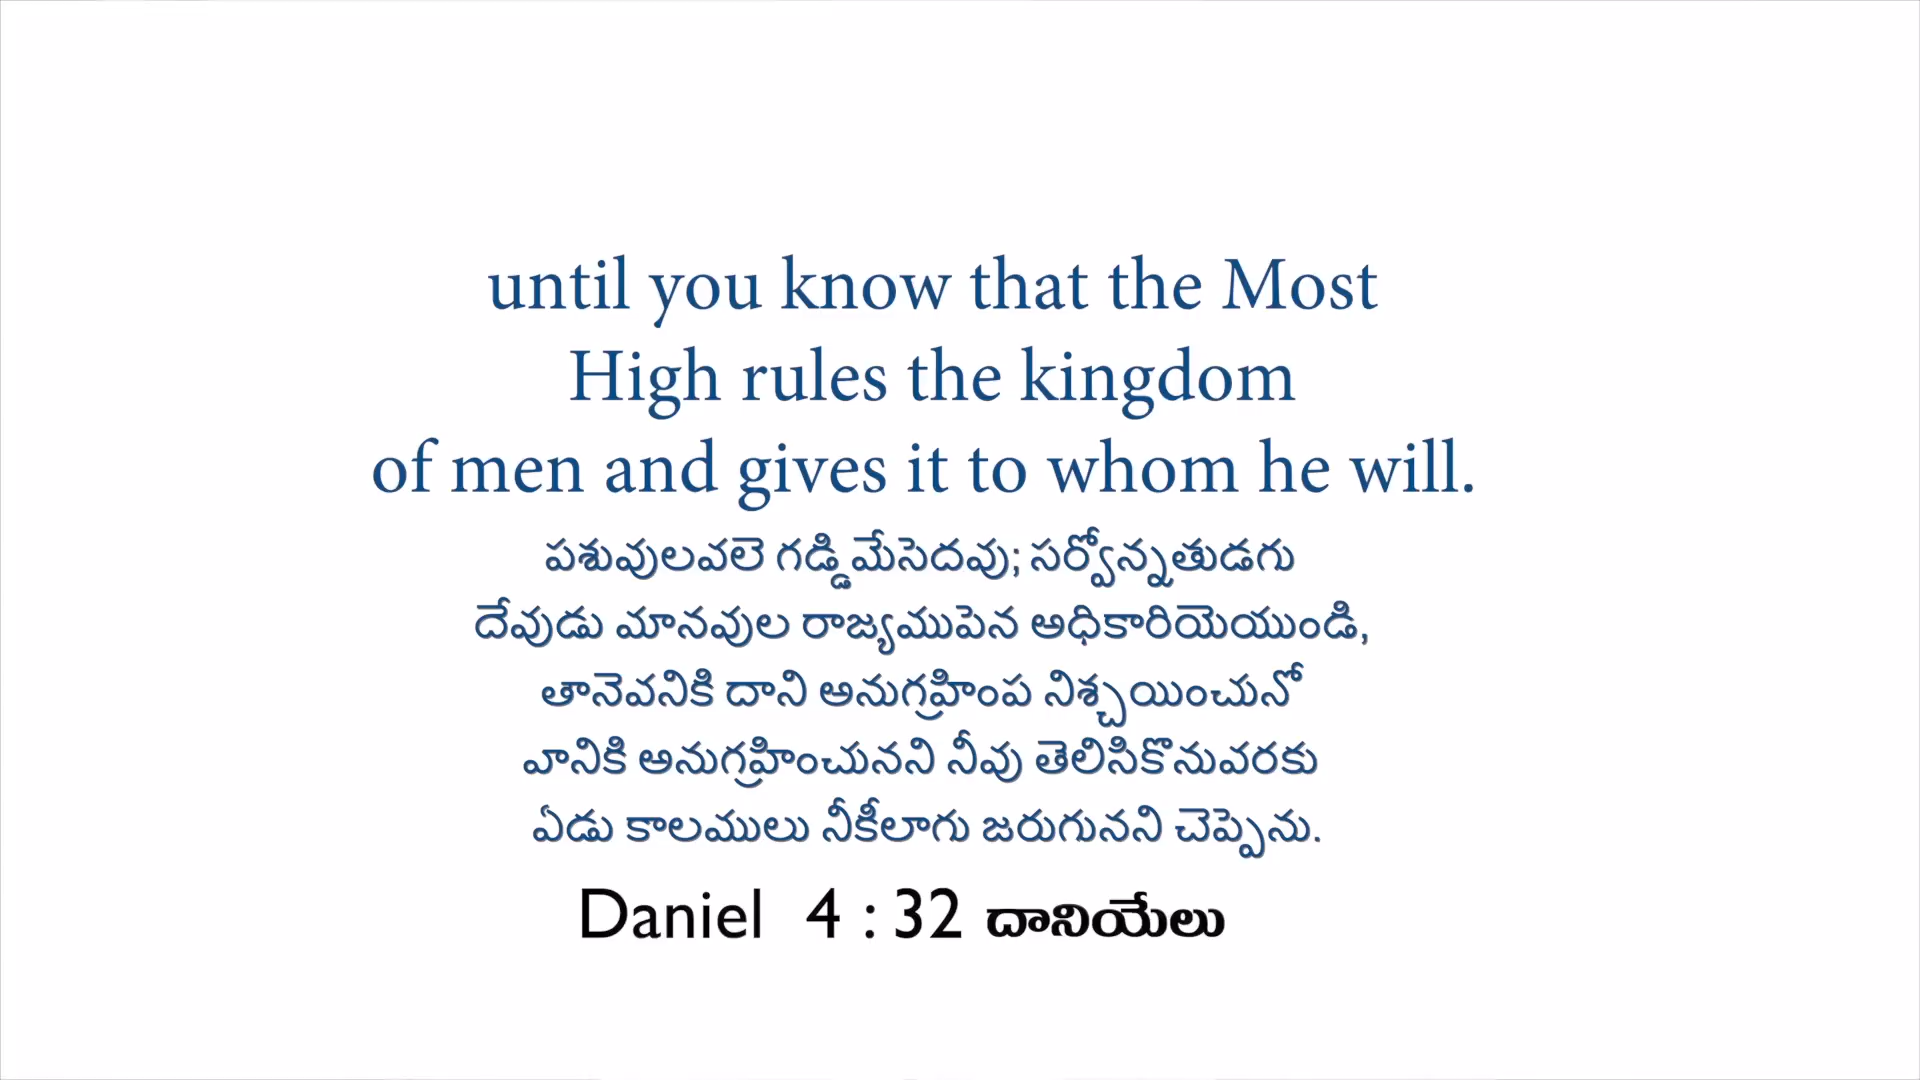 until you know that the Most
High rules the kingdom
of men and gives it to whom he will.
పశువులవలె గడ్డిమేసెదవు; సర్వోన్నతుడగు
దేవుడు మానవుల రాజ్యముపెన అధికారియెయుండి,
తానెవనికి దాని అనుగ్రహింప నిశ్చయించునో
వానికి అనుగ్రహించునని నీవు తెలిసికొనువరకు
ఏడు కాలములు నీకీలాగు జరుగునని చెప్పెను.
Daniel 4 : 32 దానియేలు